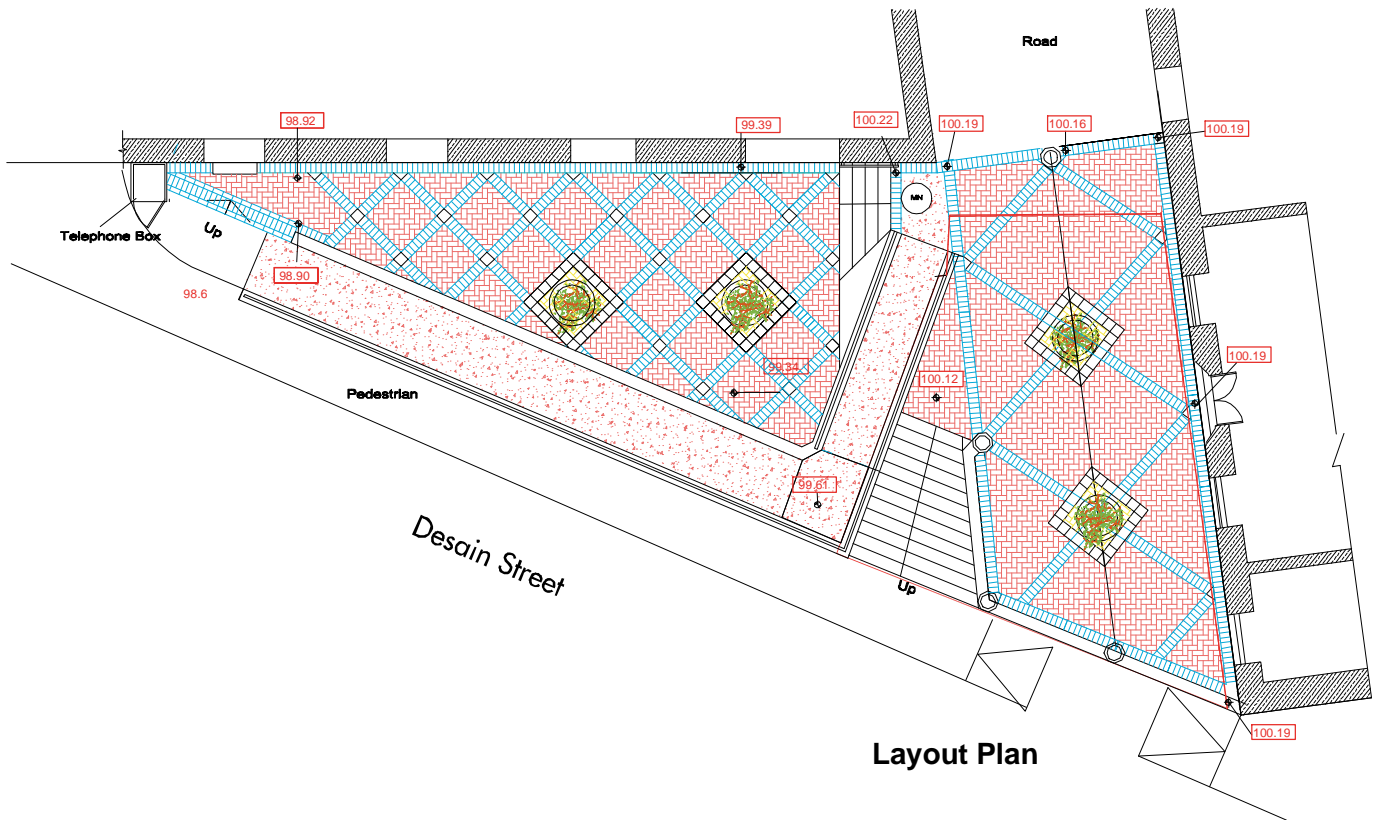 Road
98.92
99.39
100.22
100.19
100.16
100.19
MN
Telephone Box
Up
98.90
98.6
Pedestrian
99.34
100.12
100.19
99.61
Desain Street
Up
100.19
Layout Plan